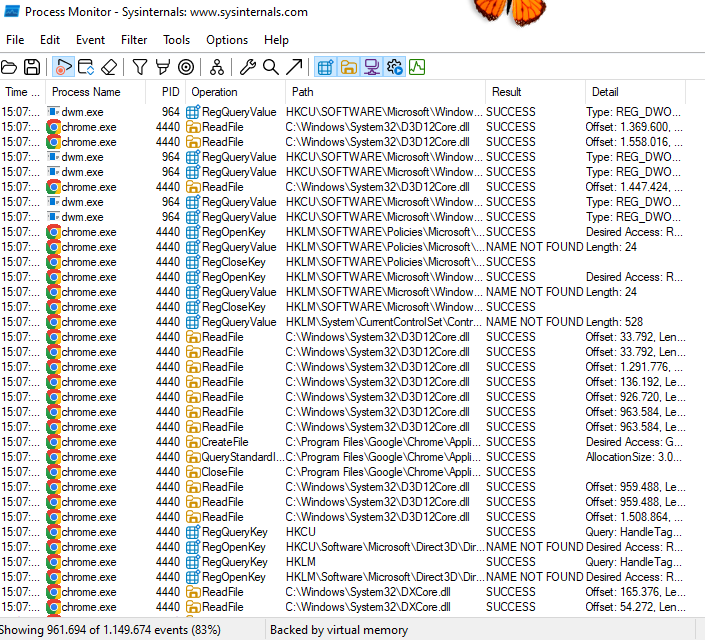 Process Monitor - Sysinternals: www.sysinternals.com
File Edit Event Filter Tools Options Help
Time ... Process Name PID Operation Path Result Detail
15:07:... dwm.exe 964 RegQueryValue HKCU\SOFTWARE\Microsoft\Window... SUCCESS Type: REG_DWO...
15:07:... chrome.exe 4440 ReadFile C:\Windows\System32\D3D12Core.dll SUCCESS Offset: 1.369.600, ...
15:07:... chrome.exe 4440 ReadFile C:\Windows\System32\D3D12Core.dll SUCCESS Offset: 1.558.016, ...
15:07:... dwm.exe 964 RegQueryValue HKCU\SOFTWARE\Microsoft\Window... SUCCESS Type: REG_DWO...
15:07:... dwm.exe 964 RegQueryValue HKCU\SOFTWARE\Microsoft\Window... SUCCESS Type: REG_DWO...
15:07:... chrome.exe 4440 ReadFile C:\Windows\System32\D3D12Core.dll SUCCESS Offset: 1.447.424, ...
15:07:... dwm.exe 964 RegQueryValue HKCU\SOFTWARE\Microsoft\Window... SUCCESS Type: REG_DWO...
15:07:... dwm.exe 964 RegQueryValue HKCU\SOFTWARE\Microsoft\Window... SUCCESS Type: REG_DWO...
15:07:... chrome.exe 4440 RegOpenKey HKLM\SOFTWARE\Policies\Microsoft\... SUCCESS Desired Access: R...
15:07:... chrome.exe 4440 RegQueryValue HKLM\SOFTWARE\Policies\Microsoft\... NAME NOT FOUND Length: 24
15:07:... chrome.exe 4440 RegCloseKey HKLM\SOFTWARE\Policies\Microsoft\... SUCCESS
15:07:... chrome.exe 4440 RegOpenKey HKLM\SOFTWARE\Microsoft\Window... SUCCESS Desired Access: R...
15:07:... chrome.exe 4440 RegQueryValue HKLM\SOFTWARE\Microsoft\Window... NAME NOT FOUND Length: 24
15:07:... chrome.exe 4440 RegCloseKey HKLM\SOFTWARE\Microsoft\Window... SUCCESS
15:07:... chrome.exe 4440 RegQueryValue HKLM\System\CurrentControlSet\Contr... NAME NOT FOUND Length: 528
15:07:... chrome.exe 4440 ReadFile C:\Windows\System32\D3D12Core.dll SUCCESS Offset: 33.792, Len...
15:07:... chrome.exe 4440 ReadFile C:\Windows\System32\D3D12Core.dll SUCCESS Offset: 33.792, Len...
15:07:... chrome.exe 4440 ReadFile C:\Windows\System32\D3D12Core.dll SUCCESS Offset: 1.291.776, ...
15:07:... chrome.exe 4440 ReadFile C:\Windows\System32\D3D12Core.dll SUCCESS Offset: 136.192, Le...
15:07:... chrome.exe 4440 ReadFile C:\Windows\System32\D3D12Core.dll SUCCESS Offset: 926.720, Len...
15:07:... chrome.exe 4440 ReadFile C:\Windows\System32\D3D12Core.dll SUCCESS Offset: 963.584, Le...
15:07:... chrome.exe 4440 ReadFile C:\Windows\System32\D3D12Core.dll SUCCESS Offset: 963.584, Le...
15:07:... chrome.exe 4440 CreateFile C:\Program Files\Google\Chrome\Appli... SUCCESS Desired Access: G...
15:07:... chrome.exe 4440 QueryStandardI... C:\Program Files\Google\Chrome\Appli... SUCCESS AllocationSize: 3.0...
15:07:... chrome.exe 4440 CloseFile C:\Program Files\Google\Chrome\Appli... SUCCESS
15:07:... chrome.exe 4440 ReadFile C:\Windows\System32\D3D12Core.dll SUCCESS Offset: 959.488, Le...
15:07:... chrome.exe 4440 ReadFile C:\Windows\System32\D3D12Core.dll SUCCESS Offset: 959.488, Le...
15:07:... chrome.exe 4440 ReadFile C:\Windows\System32\D3D12Core.dll SUCCESS Offset: 1.508.864, ...
15:07:... chrome.exe 4440 RegQueryKey HKCU SUCCESS Query: HandleTag...
15:07:... chrome.exe 4440 RegOpenKey HKCU\Software\Microsoft\Direct3D\Dir... NAME NOT FOUND Desired Access: R...
15:07:... chrome.exe 4440 RegQueryKey HKLM SUCCESS Query: HandleTag...
15:07:... chrome.exe 4440 RegOpenKey HKLM\Software\Microsoft\Direct3D\Dir... NAME NOT FOUND Desired Access: R...
15:07:... chrome.exe 4440 ReadFile C:\Windows\System32\DXCore.dll SUCCESS Offset: 165.376, Le...
15:07:... chrome.exe 4440 ReadFile C:\Windows\System32\DXCore.dll SUCCESS Offset: 54.272, Len...
Showing 961.694 of 1.149.674 events (83%) Backed by virtual memory